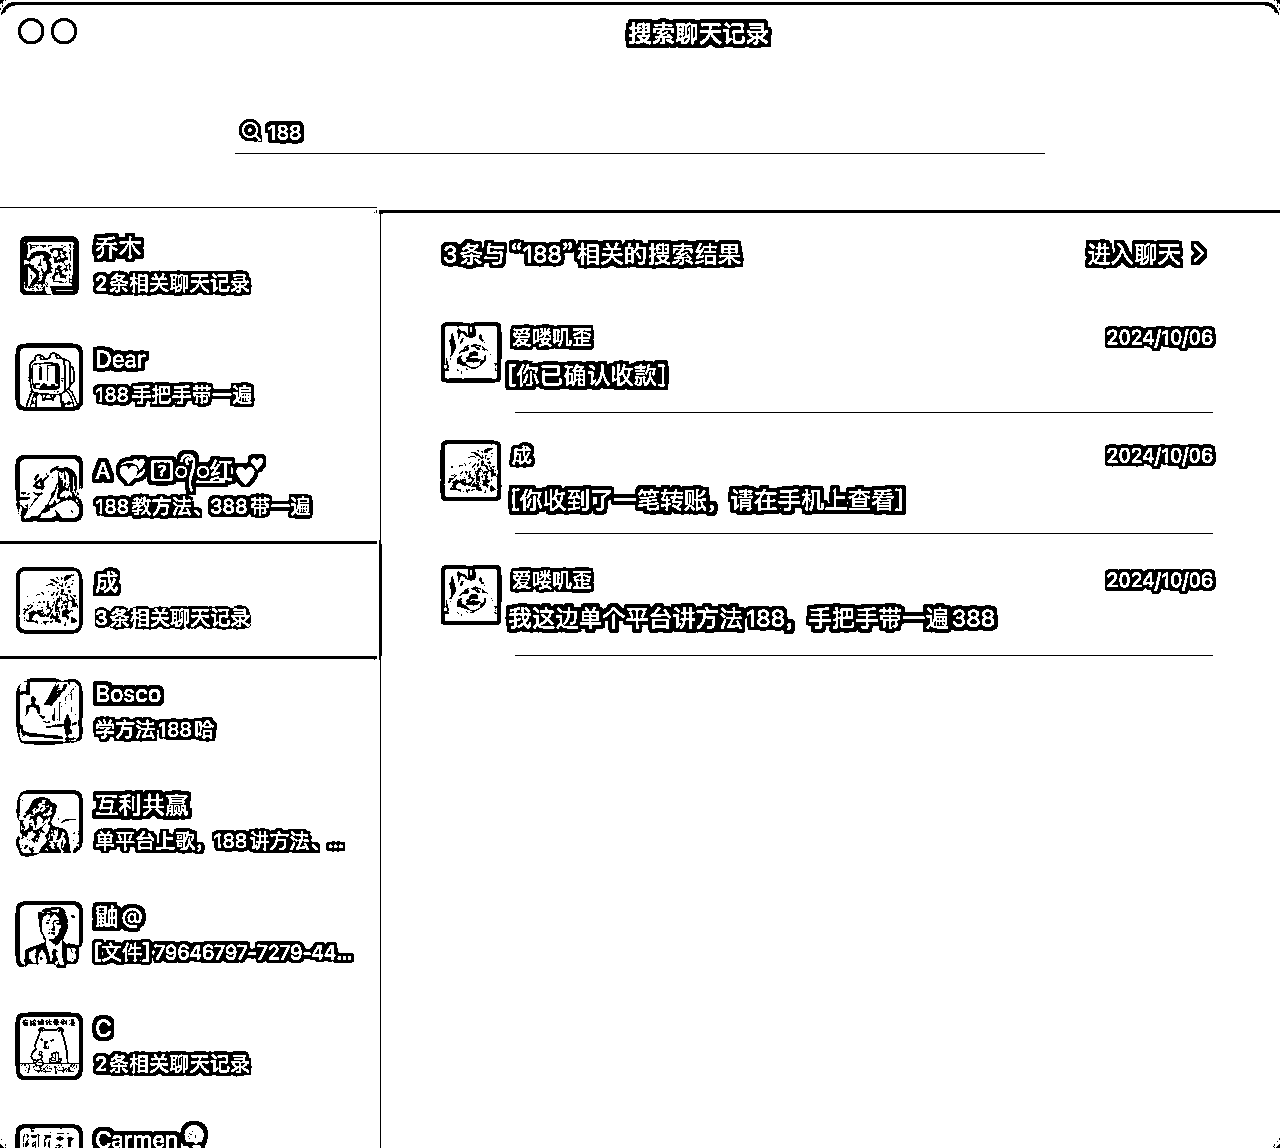 搜索聊天记录
188
乔木
2条相关聊天记录
Dear
188手把手带一遍
A 💞 红💕
188教方法、388带一遍
成
3条相关聊天记录
Bosco
学方法188哈
互利共赢
单平台上歌，188讲方法、...
鼬@
[文件]79646797-7279-44...
C
2条相关聊天记录
Carmen
3条与“188”相关的搜索结果
进入聊天 >
爱喽叽歪
2024/10/06
[你已确认收款]
成
2024/10/06
[你收到了一笔转账，请在手机上查看]
爱喽叽歪
2024/10/06
我这边单个平台讲方法188，手把手带一遍388